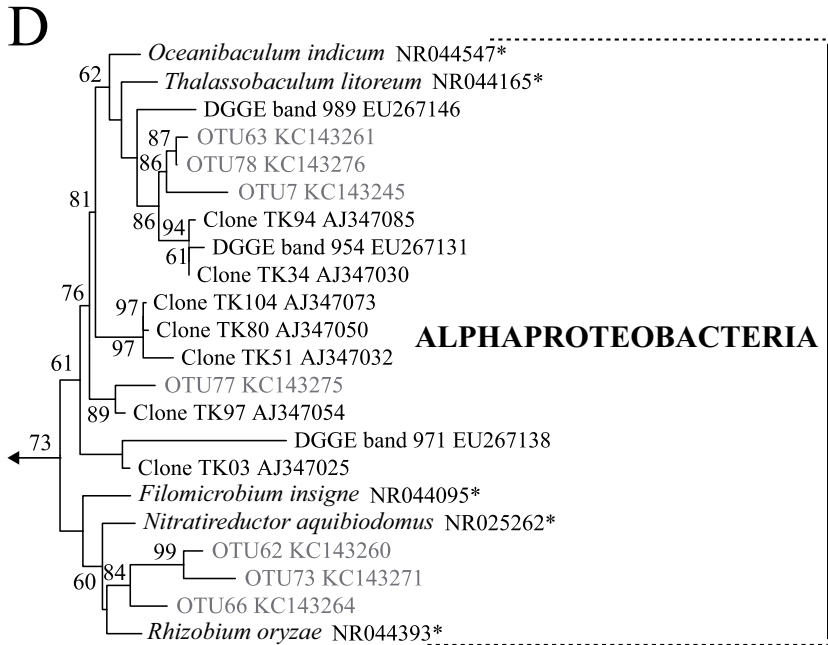 D
Oceanibaculum indicum NR044547*
62
Thalassobaculum litoreum NR044165*
DGGE band 989 EU267146
87 OTU63 KC143261
86 OTU78 KC143276
81 OTU7 KC143245
86 94 Clone TK94 AJ347085
61 DGGE band 954 EU267131
Clone TK34 AJ347030
76 97 Clone TK104 AJ347073
Clone TK80 AJ347050
ALPHAPROTEOBACTERIA
97 Clone TK51 AJ347032
61 OTU77 KC143275
89 Clone TK97 AJ347054
73 DGGE band 971 EU267138
Clone TK03 AJ347025
Filomicrobium insigne NR044095*
Nitratireductor aquibiodomus NR025262*
99 OTU62 KC143260
60 84 OTU73 KC143271
OTU66 KC143264
Rhizobium oryzae NR044393*